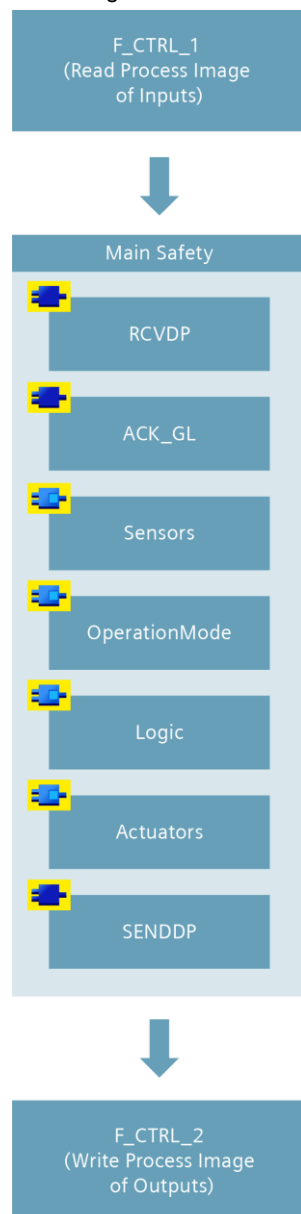 F_CTRL_1
(Read Process Image
of Inputs)
Main Safety
RCVDP
ACK_GL
Sensors
OperationMode
Logic
Actuators
SENDDP
F_CTRL_2
(Write Process Image
of Outputs)